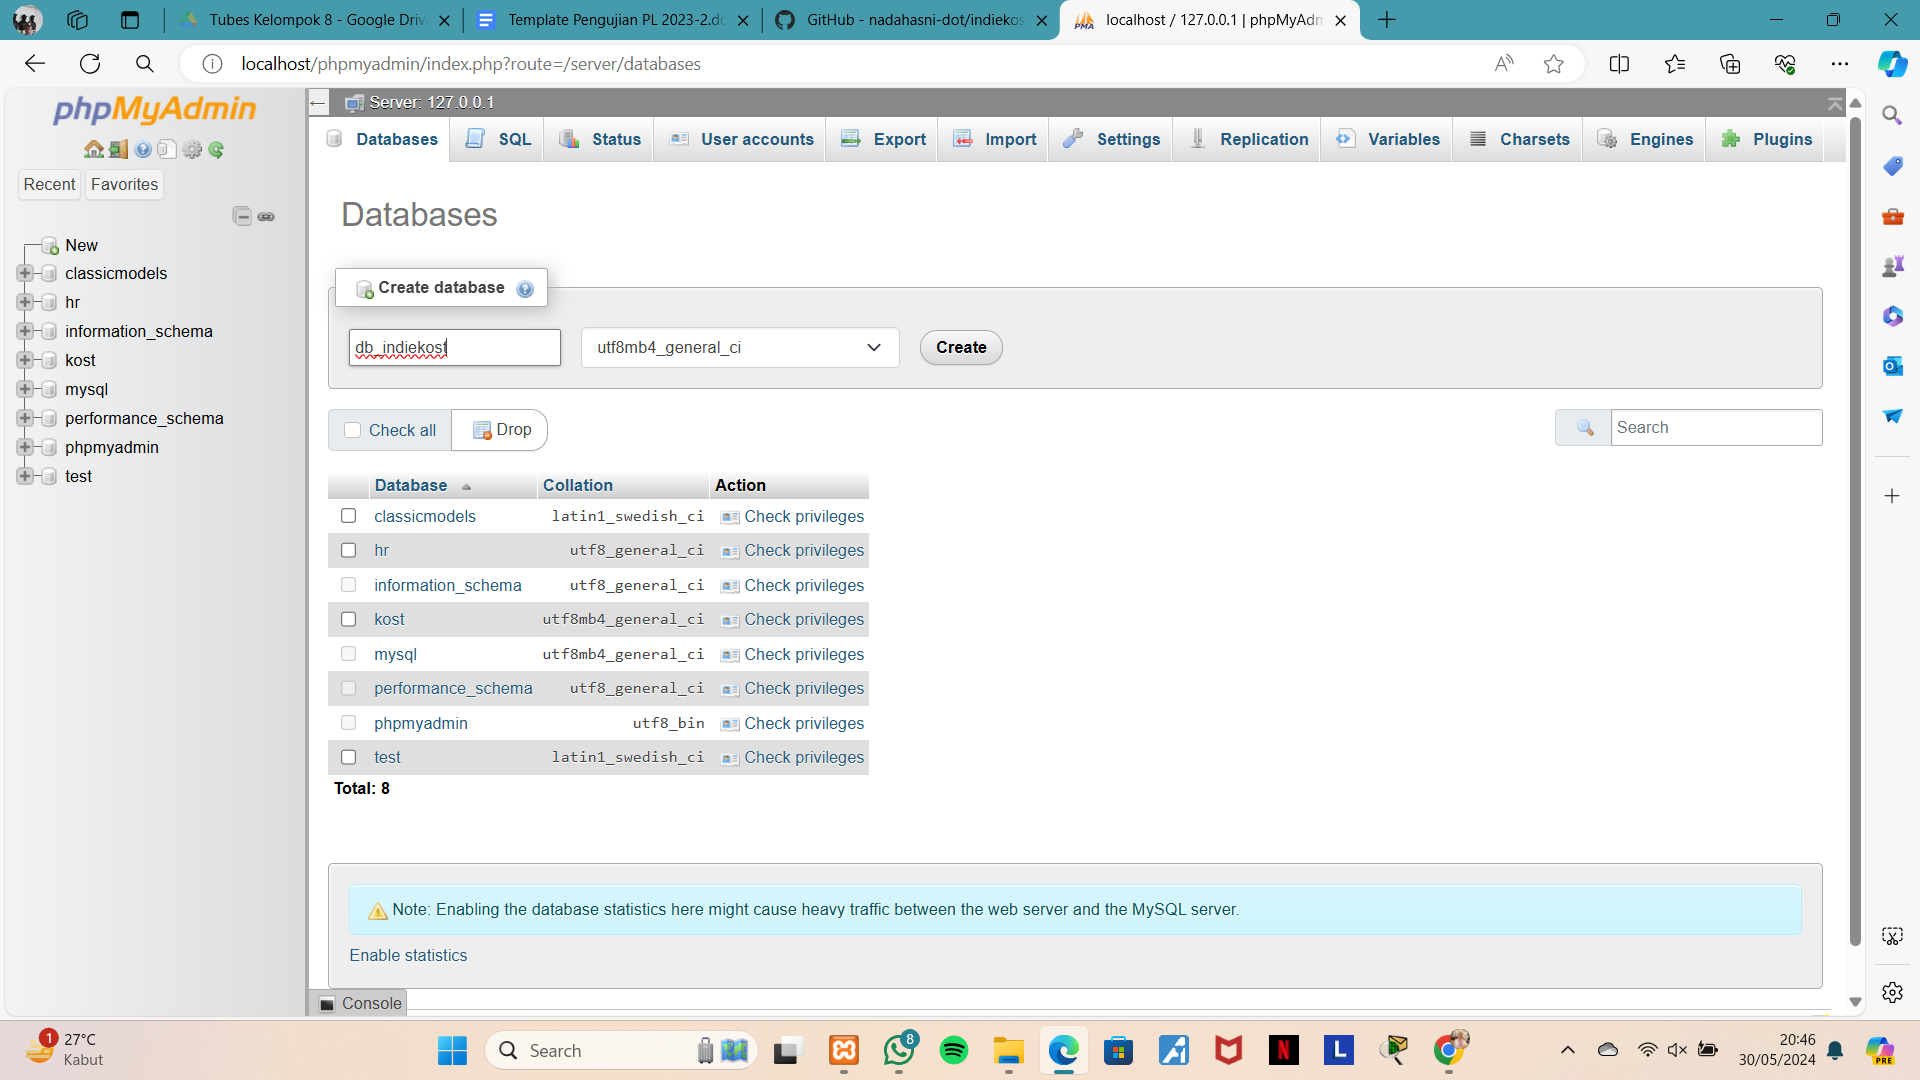 Tubes Kelompok 8 - Google Driv
Template Pengujian PL 2023-2.do
GitHub - nadahasni-dot/indiekos
localhost / 127.0.0.1 | phpMyAdm
localhost/phpmyadmin/index.php?route=/server/databases
phpMyAdmin
Recent
Favorites
New
classicmodels
hr
information_schema
kost
mysql
performance_schema
phpmyadmin
test
Server: 127.0.0.1
Databases
SQL
Status
User accounts
Export
Import
Settings
Replication
Variables
Charsets
Engines
Plugins
Databases
Create database
db_indiekost
utf8mb4_general_ci
Create
Check all
Drop
Search
Database Collation Action
classicmodels latin1_swedish_ci Check privileges
hr utf8_general_ci Check privileges
information_schema utf8_general_ci Check privileges
kost utf8mb4_general_ci Check privileges
mysql utf8mb4_general_ci Check privileges
performance_schema utf8_general_ci Check privileges
phpmyadmin utf8_bin Check privileges
test latin1_swedish_ci Check privileges
Total: 8
Note: Enabling the database statistics here might cause heavy traffic between the web server and the MySQL server.
Enable statistics
Console
1
27°C
Kabut
Search
8
N
L
20:46
30/05/2024
PRE